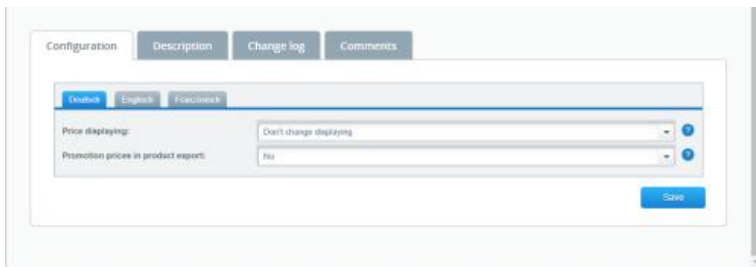 Configuration Description Change log Comments
Deutsch Englisch Französisch
Price displaying: Don't change displaying ?
Promotion prices in product export: No ?
Save